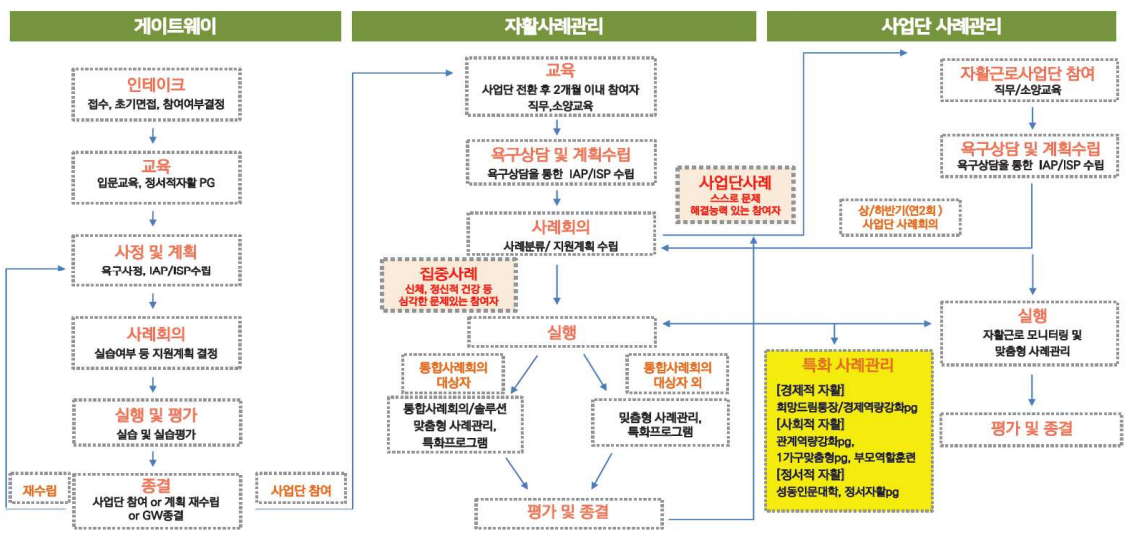 게이트웨이
인테이크
접수, 초기면접, 참여여부결정
교육
입문교육, 정서적자활 PG
사정 및 계획
욕구사정, IAP/ISP수립
사례회의
실습여부 등 지원계획 결정
실행 및 평가
실습 및 실습평가
재수립
종결
사업단 참여 or 계획 재수립
or GW종결
사업단 참여
자활사례관리
교육
사업단 전환 후 2개월 이내 참여자
직무,소양교육
욕구상담 및 계획수립
욕구상담을 통한 IAP/ISP 수립
사업단사례
스스로 문제
해결능력 있는 참여자
사례회의
사례분류/ 지원계획 수립
집중사례
신체, 정신적 건강 등
심각한 문제있는 참여자
실행
통합사례회의
대상자
통합사례회의
대상자 외
통합사례회의/솔루션
맞춤형 사례관리,
특화프로그램
맞춤형 사례관리,
특화프로그램
평가 및 종결
사업단 사례관리
자활근로사업단 참여
직무/소양교육
욕구상담 및 계획수립
욕구상담을 통한 IAP/ISP 수립
상/하반기(연2회 )
사업단 사례회의
실행
자활근로 모니터링 및
맞춤형 사례관리
특화 사례관리
[경제적 자활]
희망드림통장/경제역량강화pg
[사회적 자활]
관계역량강화pg,
1가구맞춤형pg, 부모역할훈련
[정서적 자활]
성동인문대학, 정서자활pg
평가 및 종결